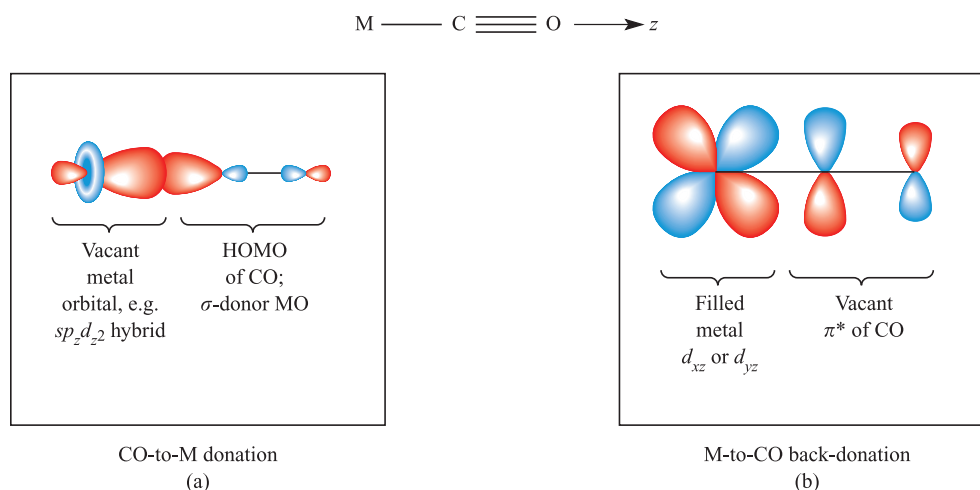 M C O z
Vacant
metal
orbital, e.g.
sp_z d_z2 hybrid
HOMO
of CO;
σ-donor MO
CO-to-M donation
(a)
Filled
metal
d_xz or d_yz
Vacant
π* of CO
M-to-CO back-donation
(b)